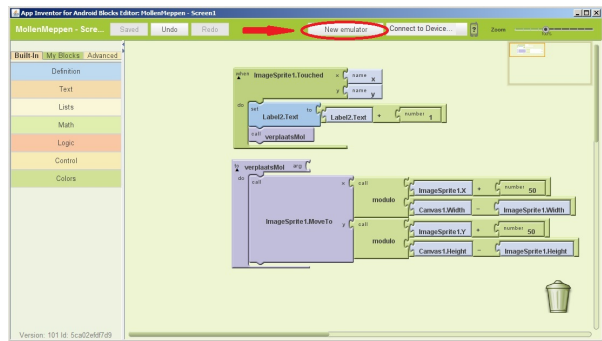 App Inventor for Android Blocks Editor: MollenMeppen - Screen1
MollenMeppen - Scre... Saved Undo Redo New emulator Connect to Device... Zoom
Built-In My Blocks Advanced
Definition
Text
Lists
Math
Logic
Control
Colors
when ImageSprite1.Touched x name x
y name y
do set Label2.Text to Label2.Text + number 1
call verplaatsMol
to verplaatsMol arg
do call ImageSprite1.MoveTo x call modulo ImageSprite1.X + number 50
Canvas1.Width - ImageSprite1.Width
y call modulo ImageSprite1.Y + number 50
Canvas1.Height - ImageSprite1.Height
Version: 101 Id: 5ca02efdf7d9